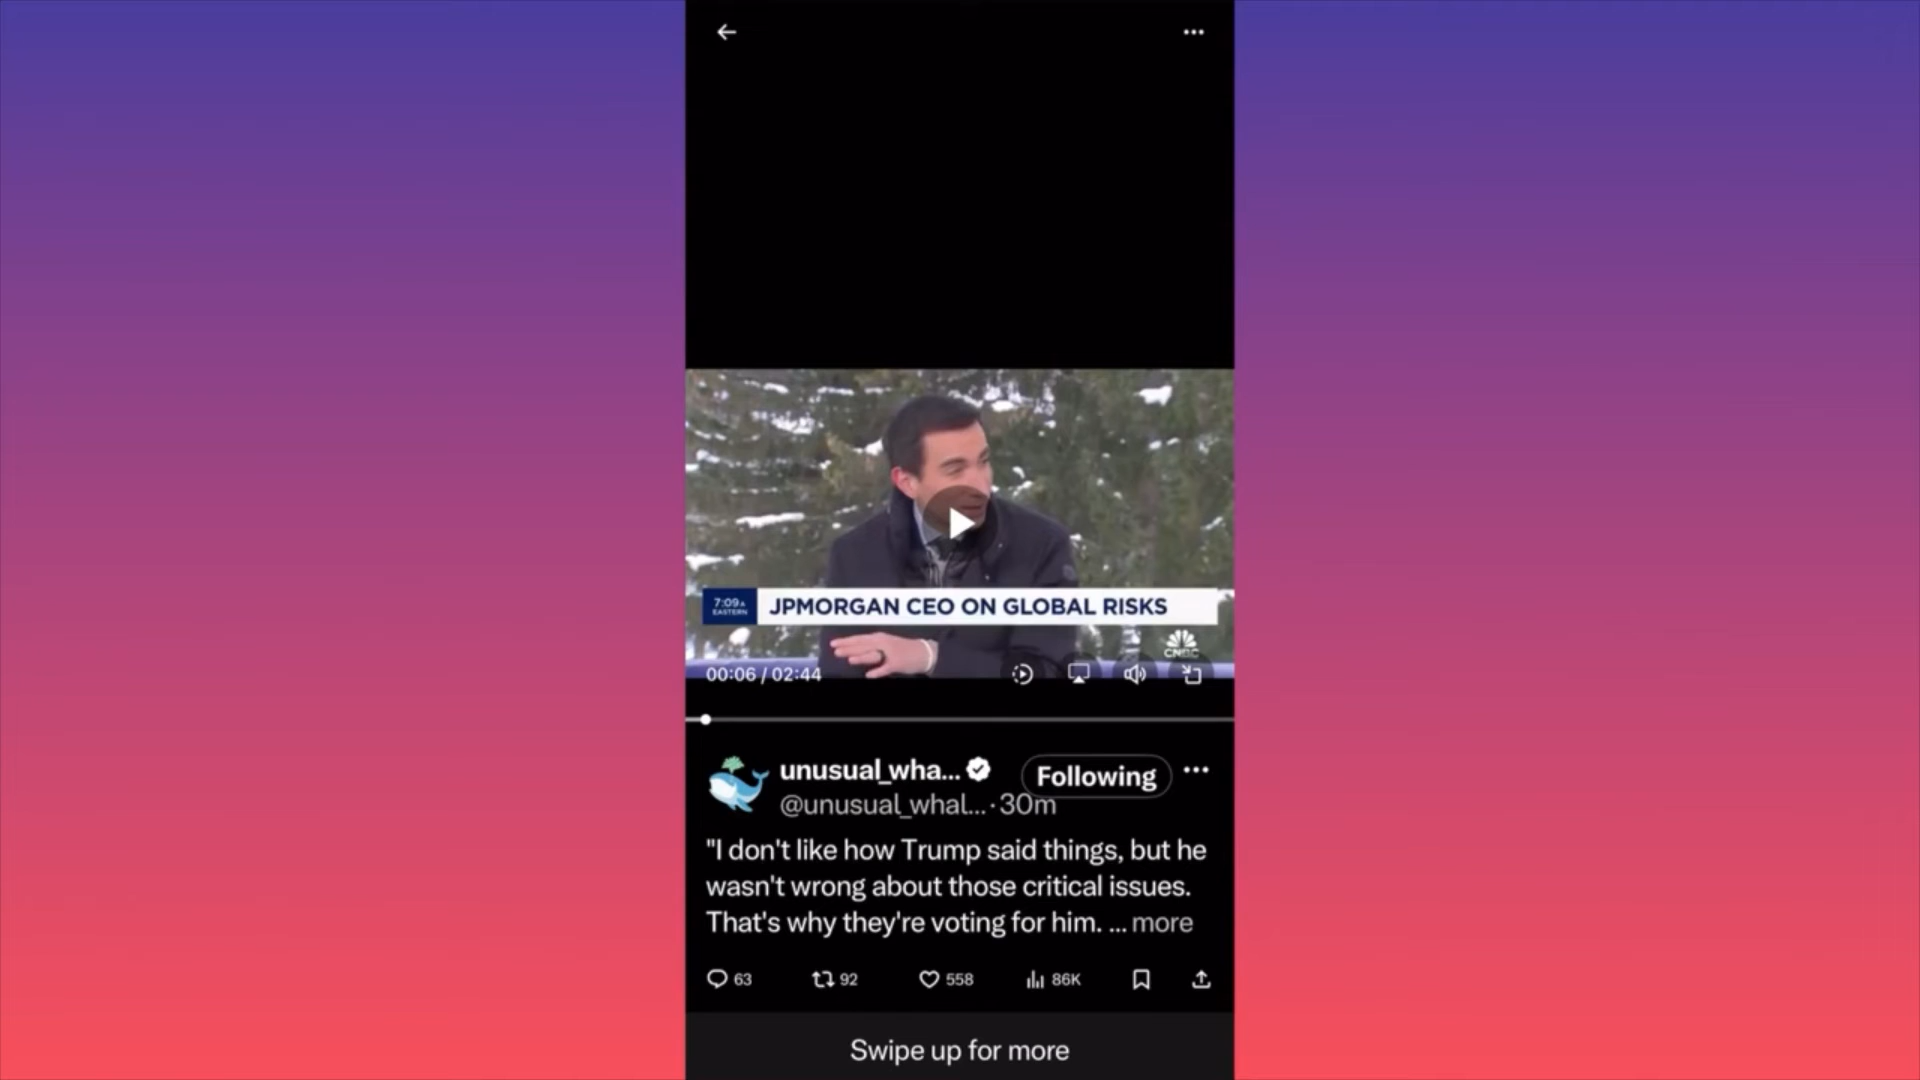 7:09A
EASTERN
JPMORGAN CEO ON GLOBAL RISKS
CNBC
00:06 / 02:44
unusual_wha...
Following
@unusual_whal... · 30m
"I don't like how Trump said things, but he
wasn't wrong about those critical issues.
That's why they're voting for him. ... more
63
92
558
86K
Swipe up for more